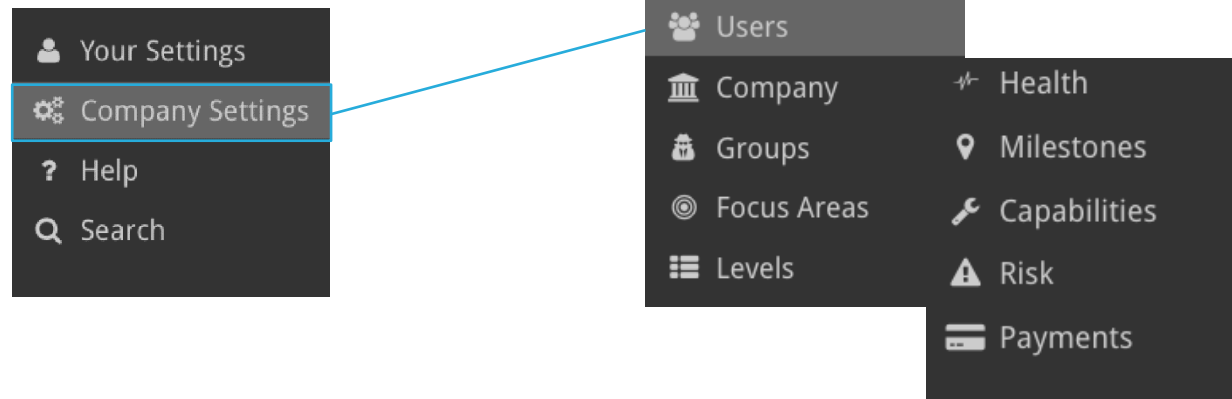 Your Settings
Company Settings
? Help
Search
Users
Company
Groups
Focus Areas
Levels
Health
Milestones
Capabilities
Risk
Payments